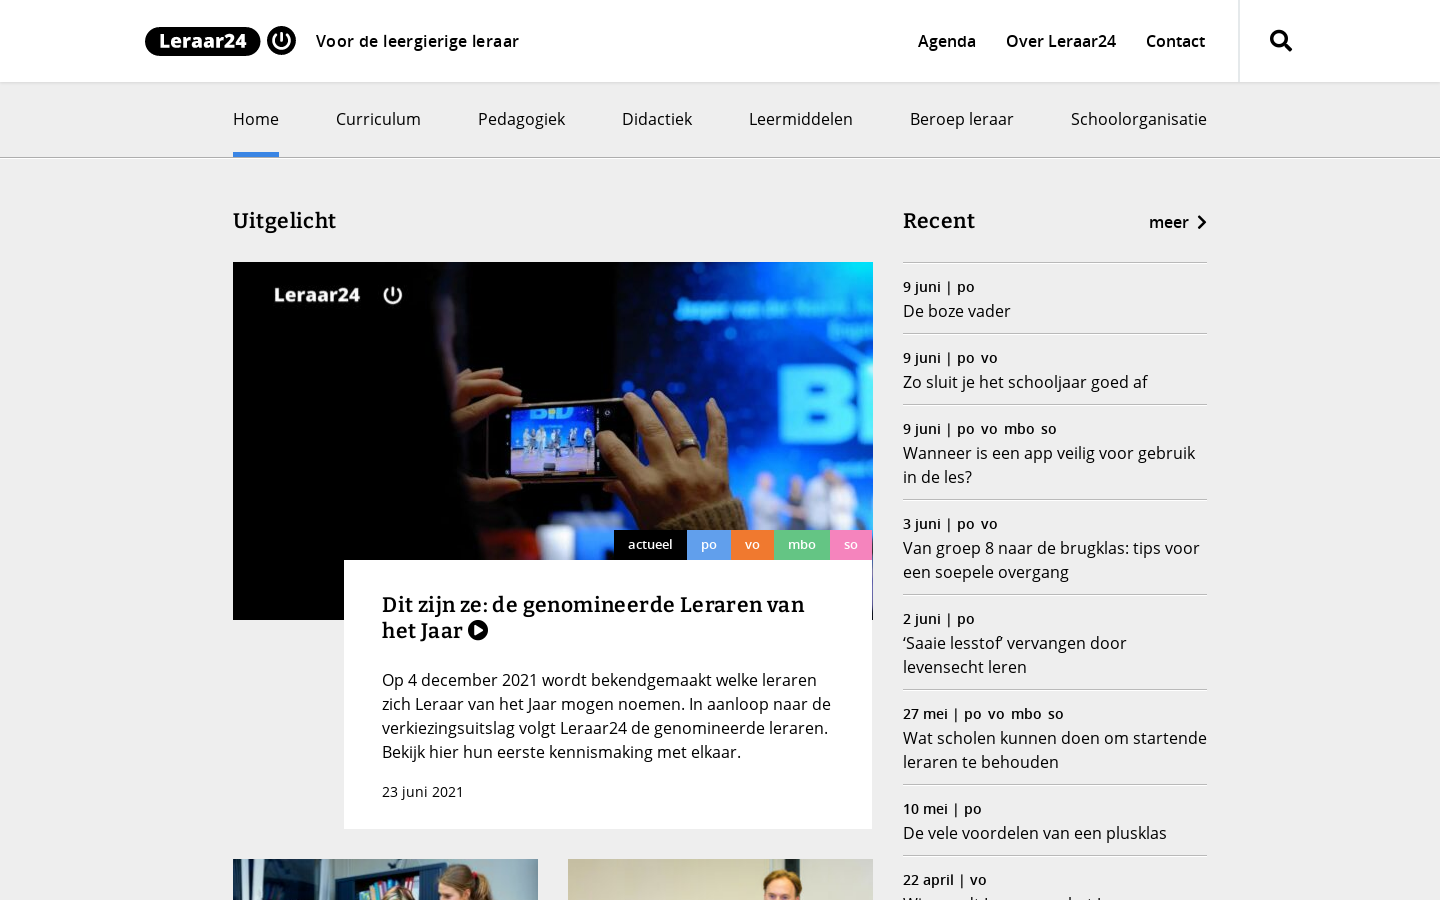 Leraar24
Voor de leergierige leraar
Agenda
Over Leraar24
Contact
Home
Curriculum
Pedagogiek
Didactiek
Leermiddelen
Beroep leraar
Schoolorganisatie
Uitgelicht
Leraar24
BID
actueel
po
vo
mbo
so
Dit zijn ze: de genomineerde Leraren van
het Jaar
Op 4 december 2021 wordt bekendgemaakt welke leraren
zich Leraar van het Jaar mogen noemen. In aanloop naar de
verkiezingsuitslag volgt Leraar24 de genomineerde leraren.
Bekijk hier hun eerste kennismaking met elkaar.
23 juni 2021
Recent
meer
9 juni | po
De boze vader
9 juni | po vo
Zo sluit je het schooljaar goed af
9 juni | po vo mbo so
Wanneer is een app veilig voor gebruik
in de les?
3 juni | po vo
Van groep 8 naar de brugklas: tips voor
een soepele overgang
2 juni | po
‘Saaie lesstof’ vervangen door
levensecht leren
27 mei | po vo mbo so
Wat scholen kunnen doen om startende
leraren te behouden
10 mei | po
De vele voordelen van een plusklas
22 april | vo